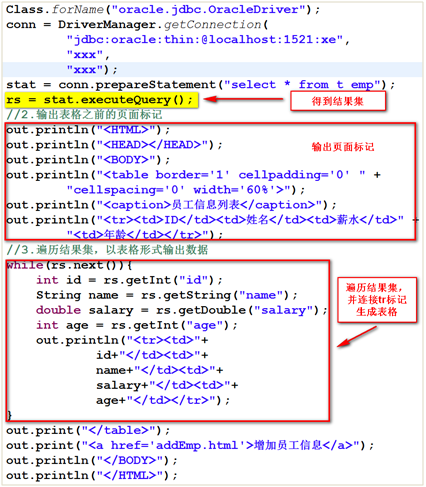 Class.forName("oracle.jdbc.OracleDriver");
conn = DriverManager.getConnection(
"jdbc:oracle:thin:@localhost:1521:xe",
"xxx",
"xxx");
stat = conn.prepareStatement("select * from t emp");
rs = stat.executeQuery();
得到结果集
//2.输出表格之前的页面标记
out.println("<HTML>");
out.println("<HEAD></HEAD>");
out.println("<BODY>");
out.println("<table border='1' cellpadding='0' " +
"cellspacing='0' width='60%'>");
out.println("<caption>员工信息列表</caption>");
out.println("<tr><td>ID</td><td>姓名</td><td>薪水</td>" +
"<td>年龄</td></tr>");
输出页面标记
//3.遍历结果集，以表格形式输出数据
while(rs.next()){
int id = rs.getInt("id");
String name = rs.getString("name");
double salary = rs.getDouble("salary");
int age = rs.getInt("age");
out.println("<tr><td>"+
id+"</td><td>"+
name+"</td><td>"+
salary+"</td><td>"+
age+"</td></tr>");
}
遍历结果集，
并连接tr标记
生成表格
out.print("</table>");
out.print("<a href='addEmp.html'>增加员工信息</a>");
out.println("</BODY>");
out.println("</HTML>");